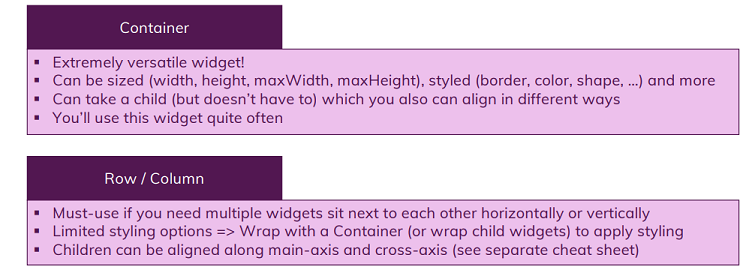 Container
▪ Extremely versatile widget!
▪ Can be sized (width, height, maxWidth, maxHeight), styled (border, color, shape, ...) and more
▪ Can take a child (but doesn't have to) which you also can align in different ways
▪ You'll use this widget quite often
Row / Column
▪ Must-use if you need multiple widgets sit next to each other horizontally or vertically
▪ Limited styling options => Wrap with a Container (or wrap child widgets) to apply styling
▪ Children can be aligned along main-axis and cross-axis (see separate cheat sheet)